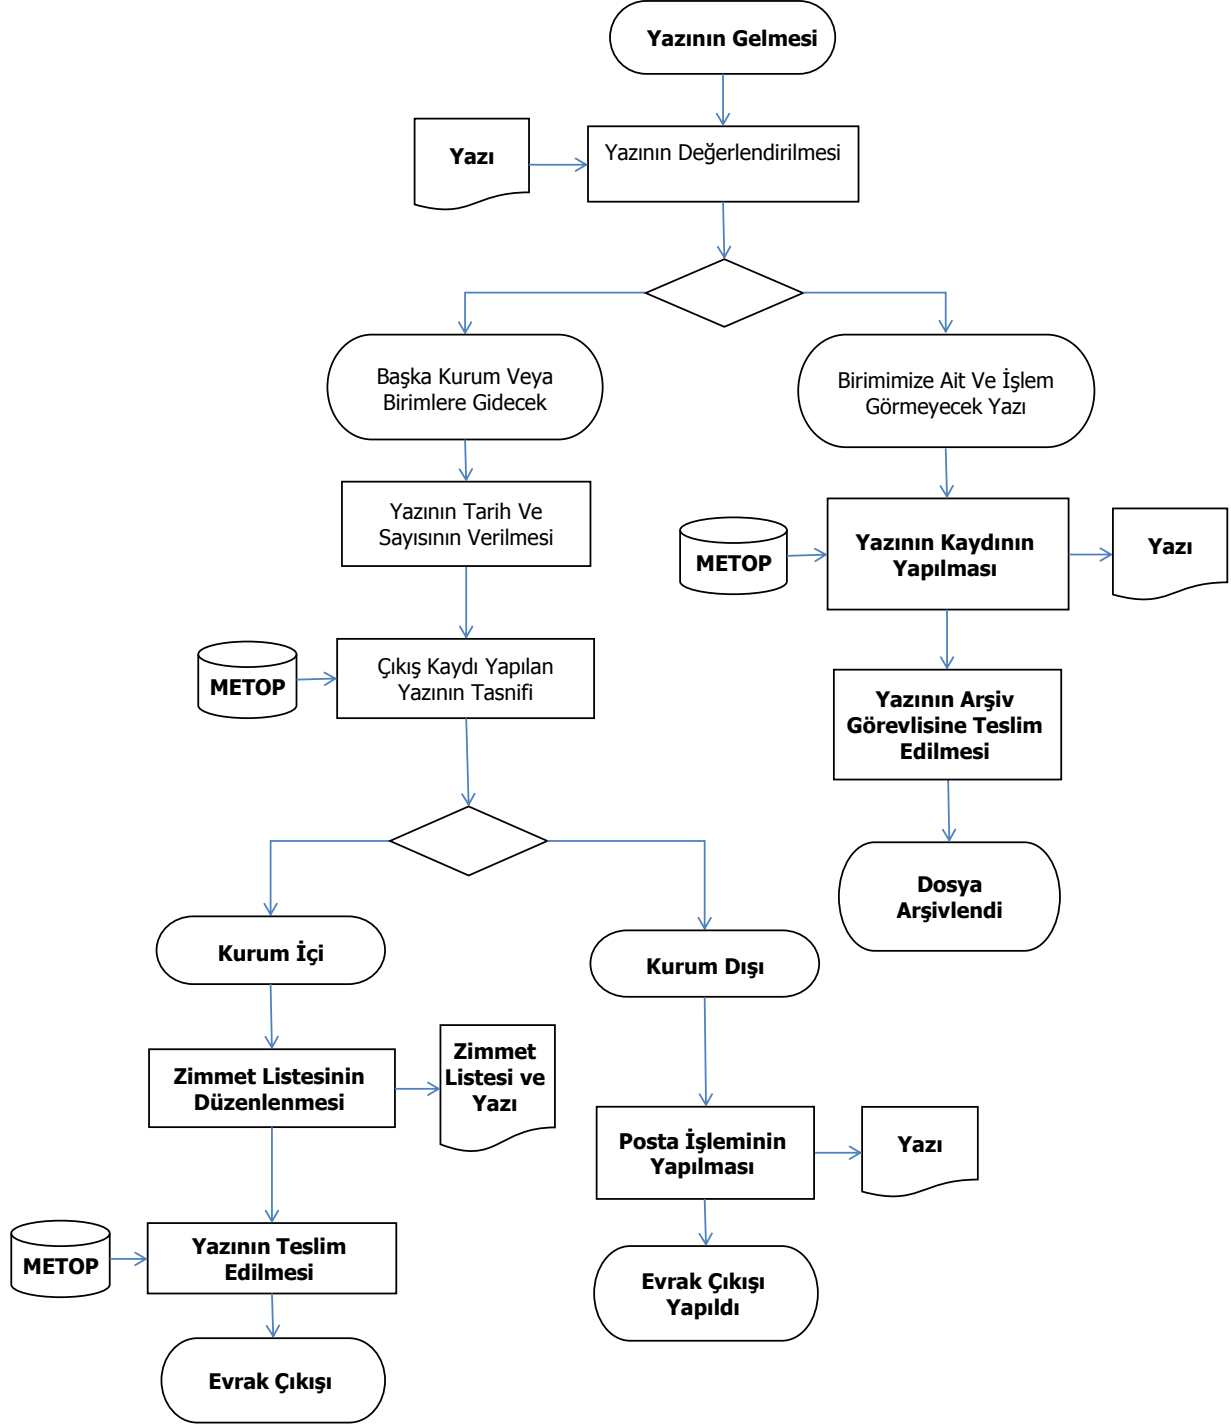 Yazının Gelmesi
Yazı
Yazının Değerlendirilmesi
Başka Kurum Veya
Birimlere Gidecek
Birimimize Ait Ve İşlem
Görmeyecek Yazı
Yazının Tarih Ve
Sayısının Verilmesi
METOP
Yazının Kaydının
Yapılması
Yazı
METOP
Çıkış Kaydı Yapılan
Yazının Tasnifi
Yazının Arşiv
Görevlisine Teslim
Edilmesi
Dosya
Arşivlendi
Kurum İçi
Kurum Dışı
Zimmet Listesinin
Düzenlenmesi
Zimmet
Listesi ve
Yazı
Posta İşleminin
Yapılması
Yazı
METOP
Yazının Teslim
Edilmesi
Evrak Çıkışı
Yapıldı
Evrak Çıkışı